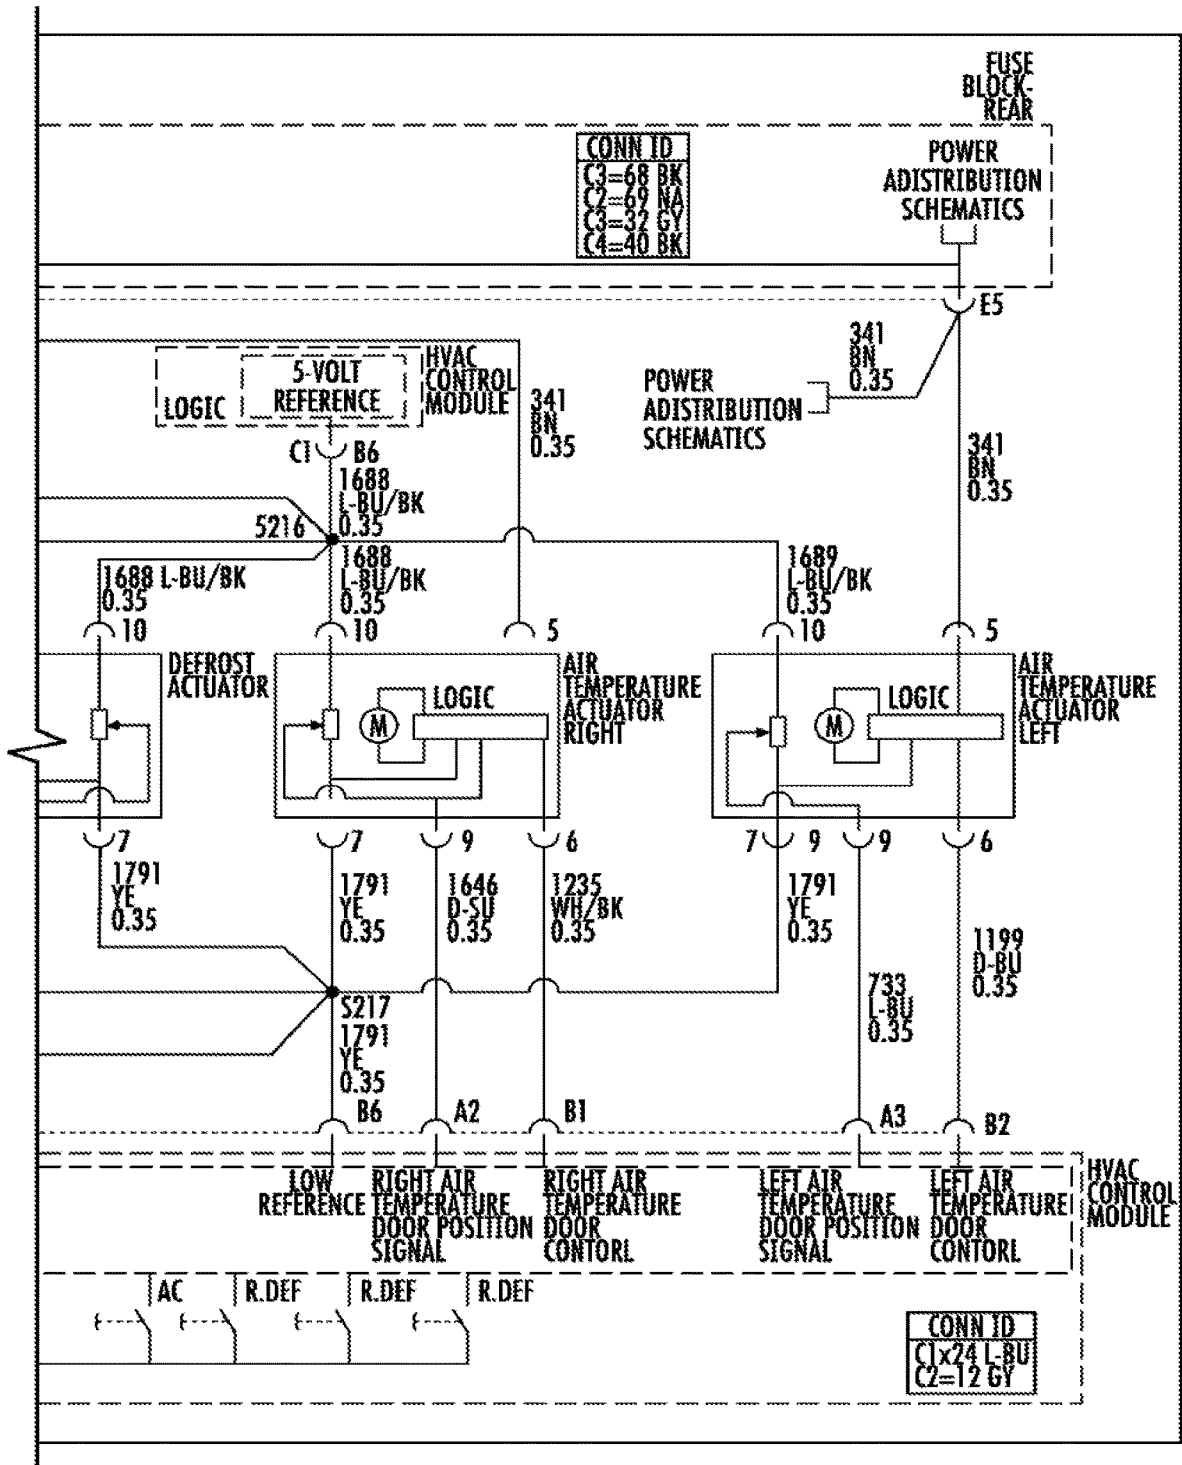 FUSE
BLOCK-
REAR
CONN ID
C3=68 BK
C2=69 NA
C3=32 GY
C4=40 BK
POWER
ADISTRIBUTION
SCHEMATICS
E5
341
BN
0.35
POWER
ADISTRIBUTION
SCHEMATICS
5-VOLT
REFERENCE
LOGIC
HVAC
CONTROL
MODULE
341
BN
0.35
341
BN
0.35
C1 B6
1688
L-BU/BK
0.35
5216
1688 L-BU/BK
0.35
1688
L-BU/BK
0.35
1689
L-BU/BK
0.35
10
10
5
10
5
DEFROST
ACTUATOR
LOGIC
M
AIR
TEMPERATURE
ACTUATOR
RIGHT
LOGIC
M
AIR
TEMPERATURE
ACTUATOR
LEFT
7
7
9
6
7
9
9
6
1791
YE
0.35
1791
YE
0.35
1646
D-SU
0.35
1235
WH/BK
0.35
1791
YE
0.35
733
L-BU
0.35
1199
D-BU
0.35
S217
1791
YE
0.35
B6
A2
B1
A3
B2
LOW
REFERENCE
RIGHT AIR
TEMPERATURE
DOOR POSITION
SIGNAL
RIGHT AIR
TEMPERATURE
DOOR
CONTORL
LEFT AIR
TEMPERATURE
DOOR POSITION
SIGNAL
LEFT AIR
TEMPERATURE
DOOR
CONTORL
HVAC
CONTROL
MODULE
AC
R.DEF
R.DEF
R.DEF
CONN ID
C1x24 L-BU
C2=12 GY